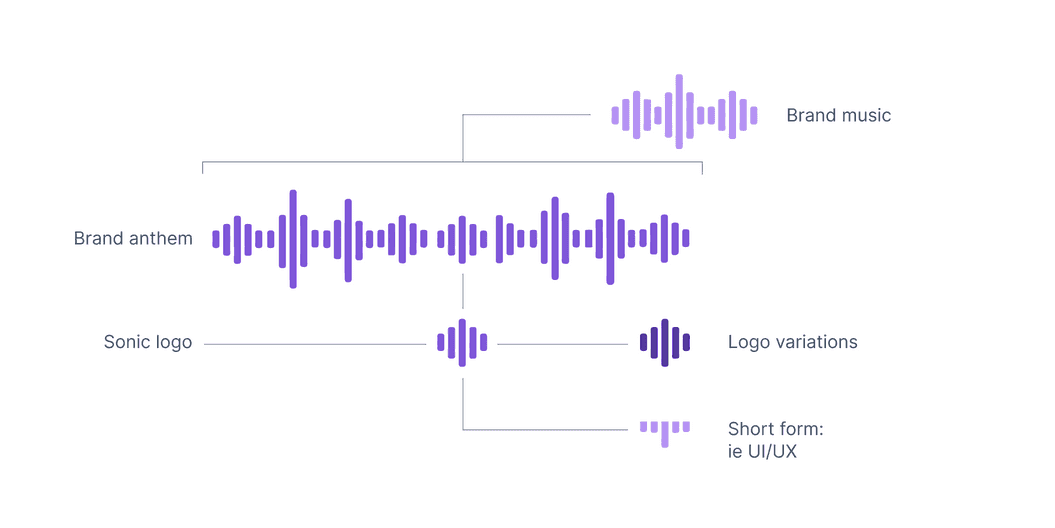 Brand music
Brand anthem
Sonic logo
Logo variations
Short form:
ie UI/UX